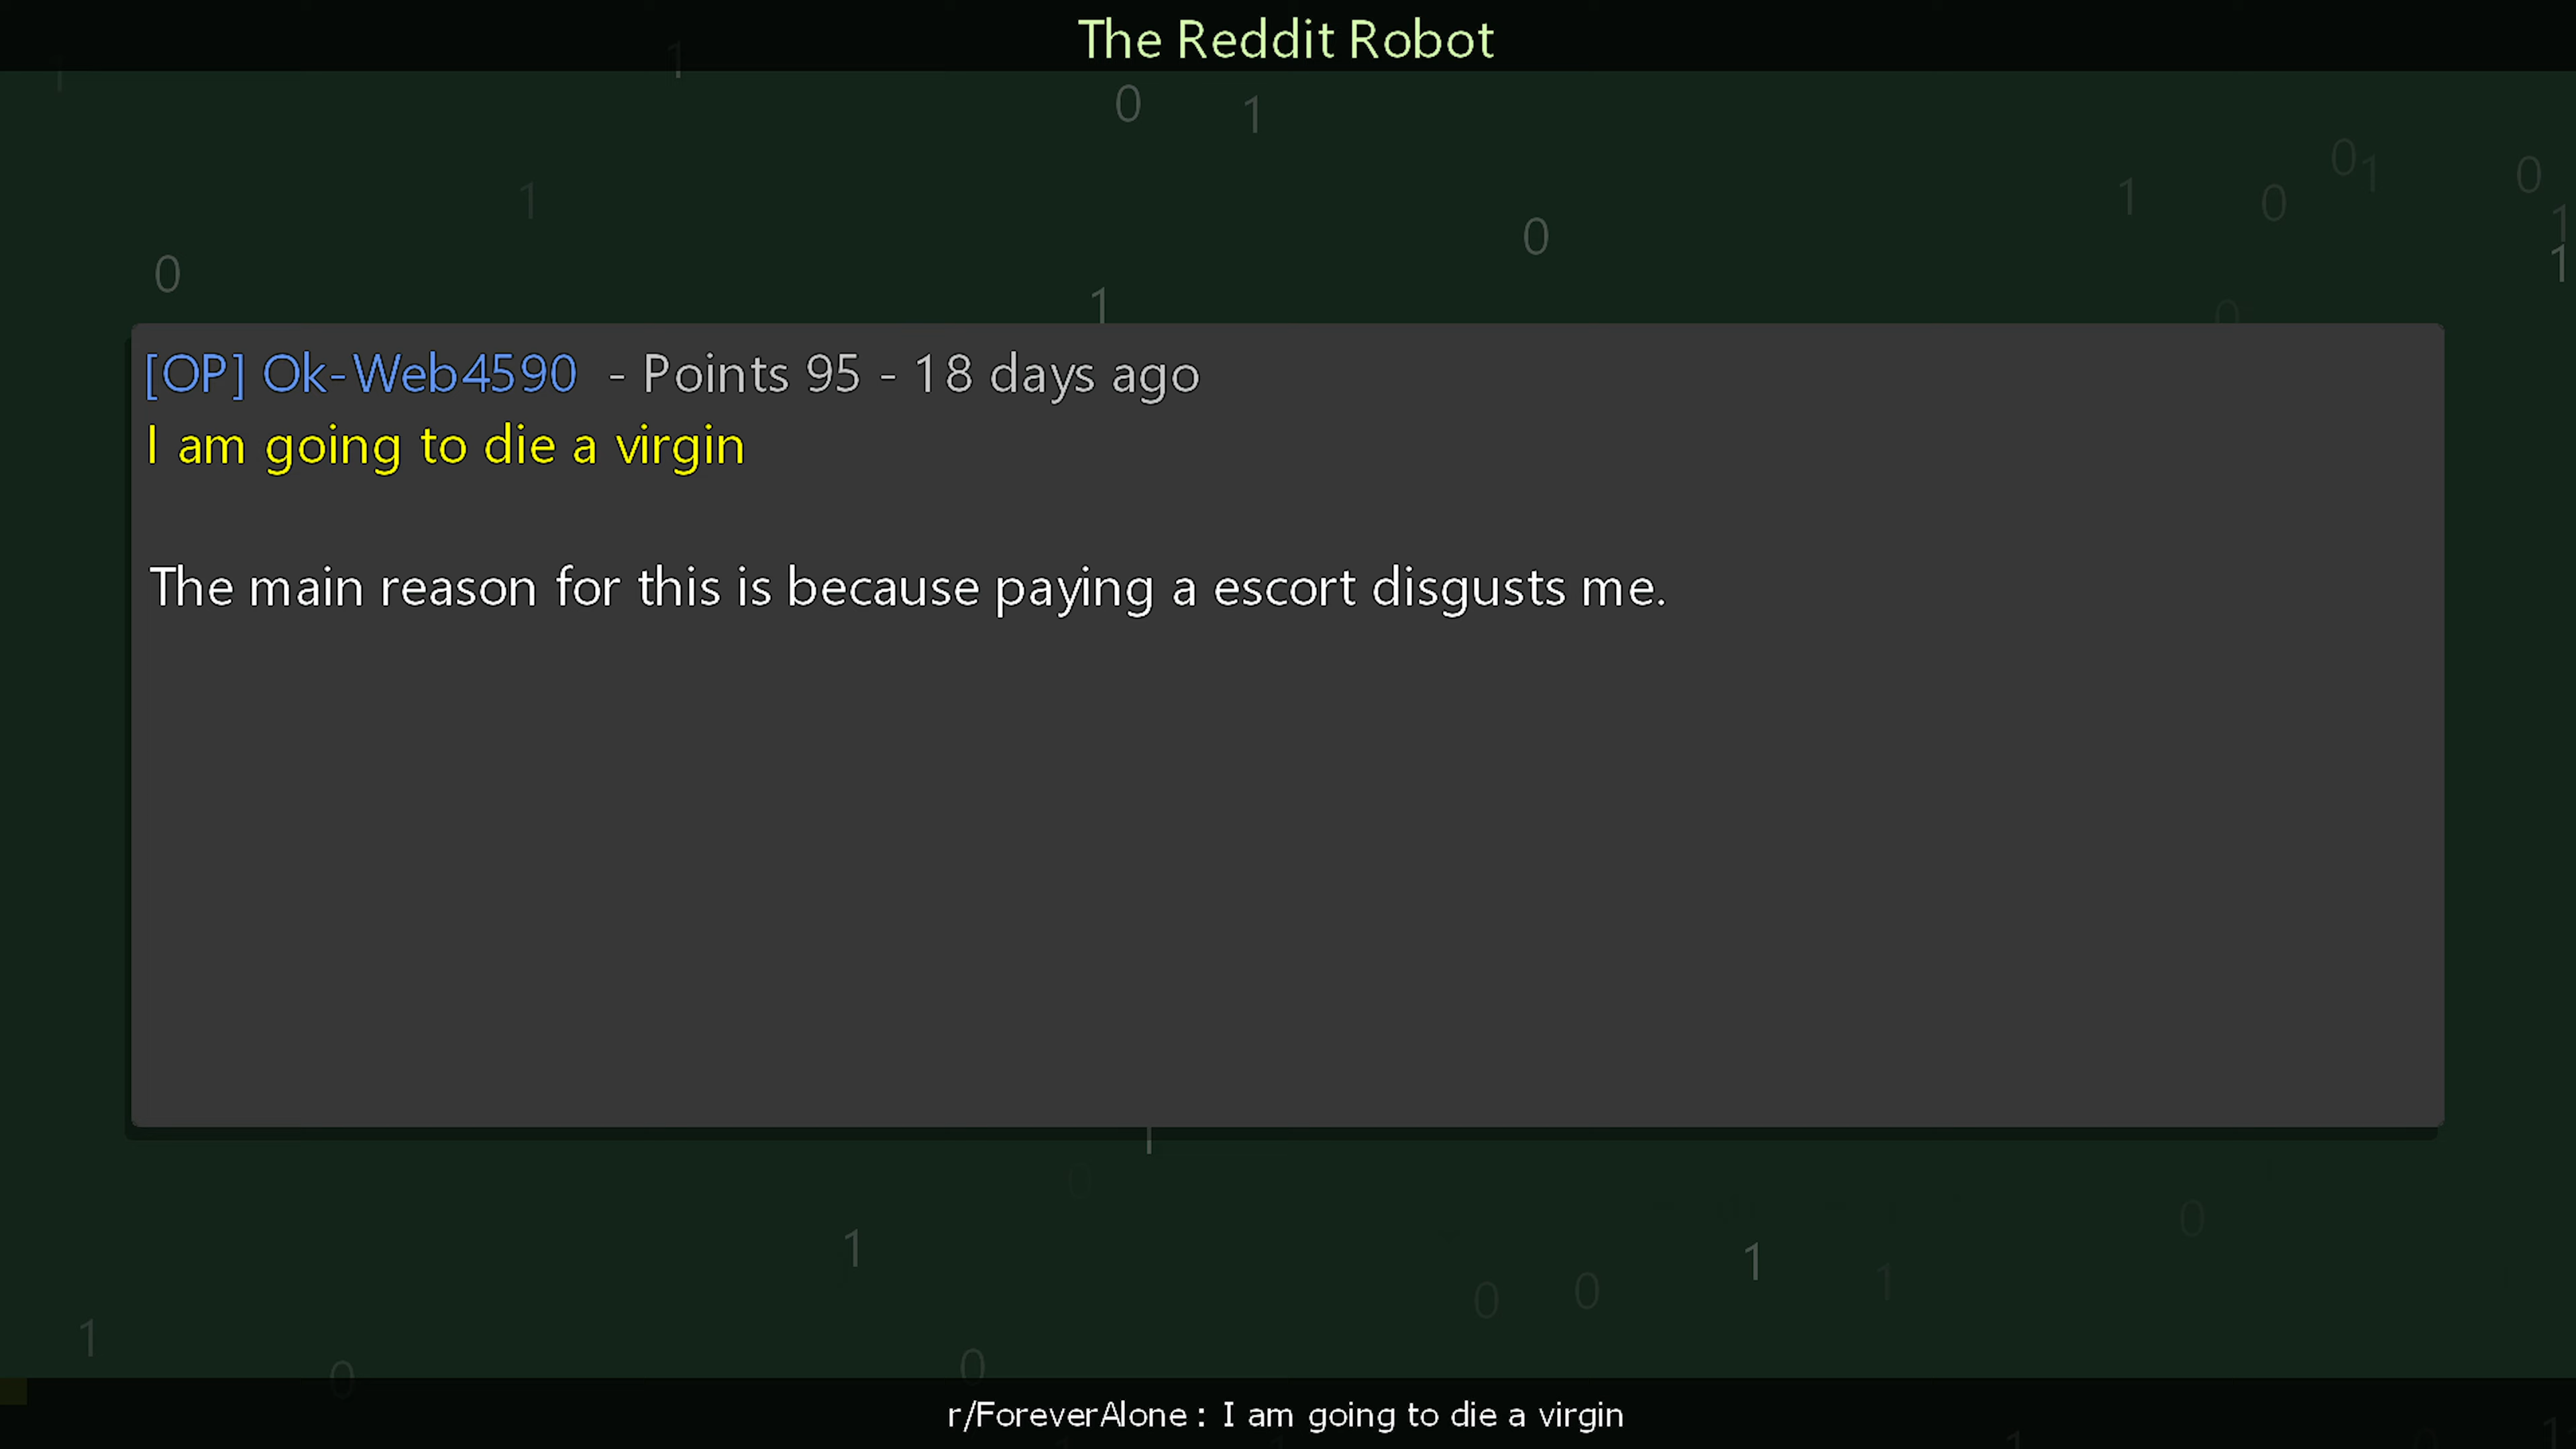 The Reddit Robot
[OP] Ok-Web4590 - Points 95 - 18 days ago
I am going to die a virgin
The main reason for this is because paying a escort disgusts me.
r/ForeverAlone : I am going to die a virgin